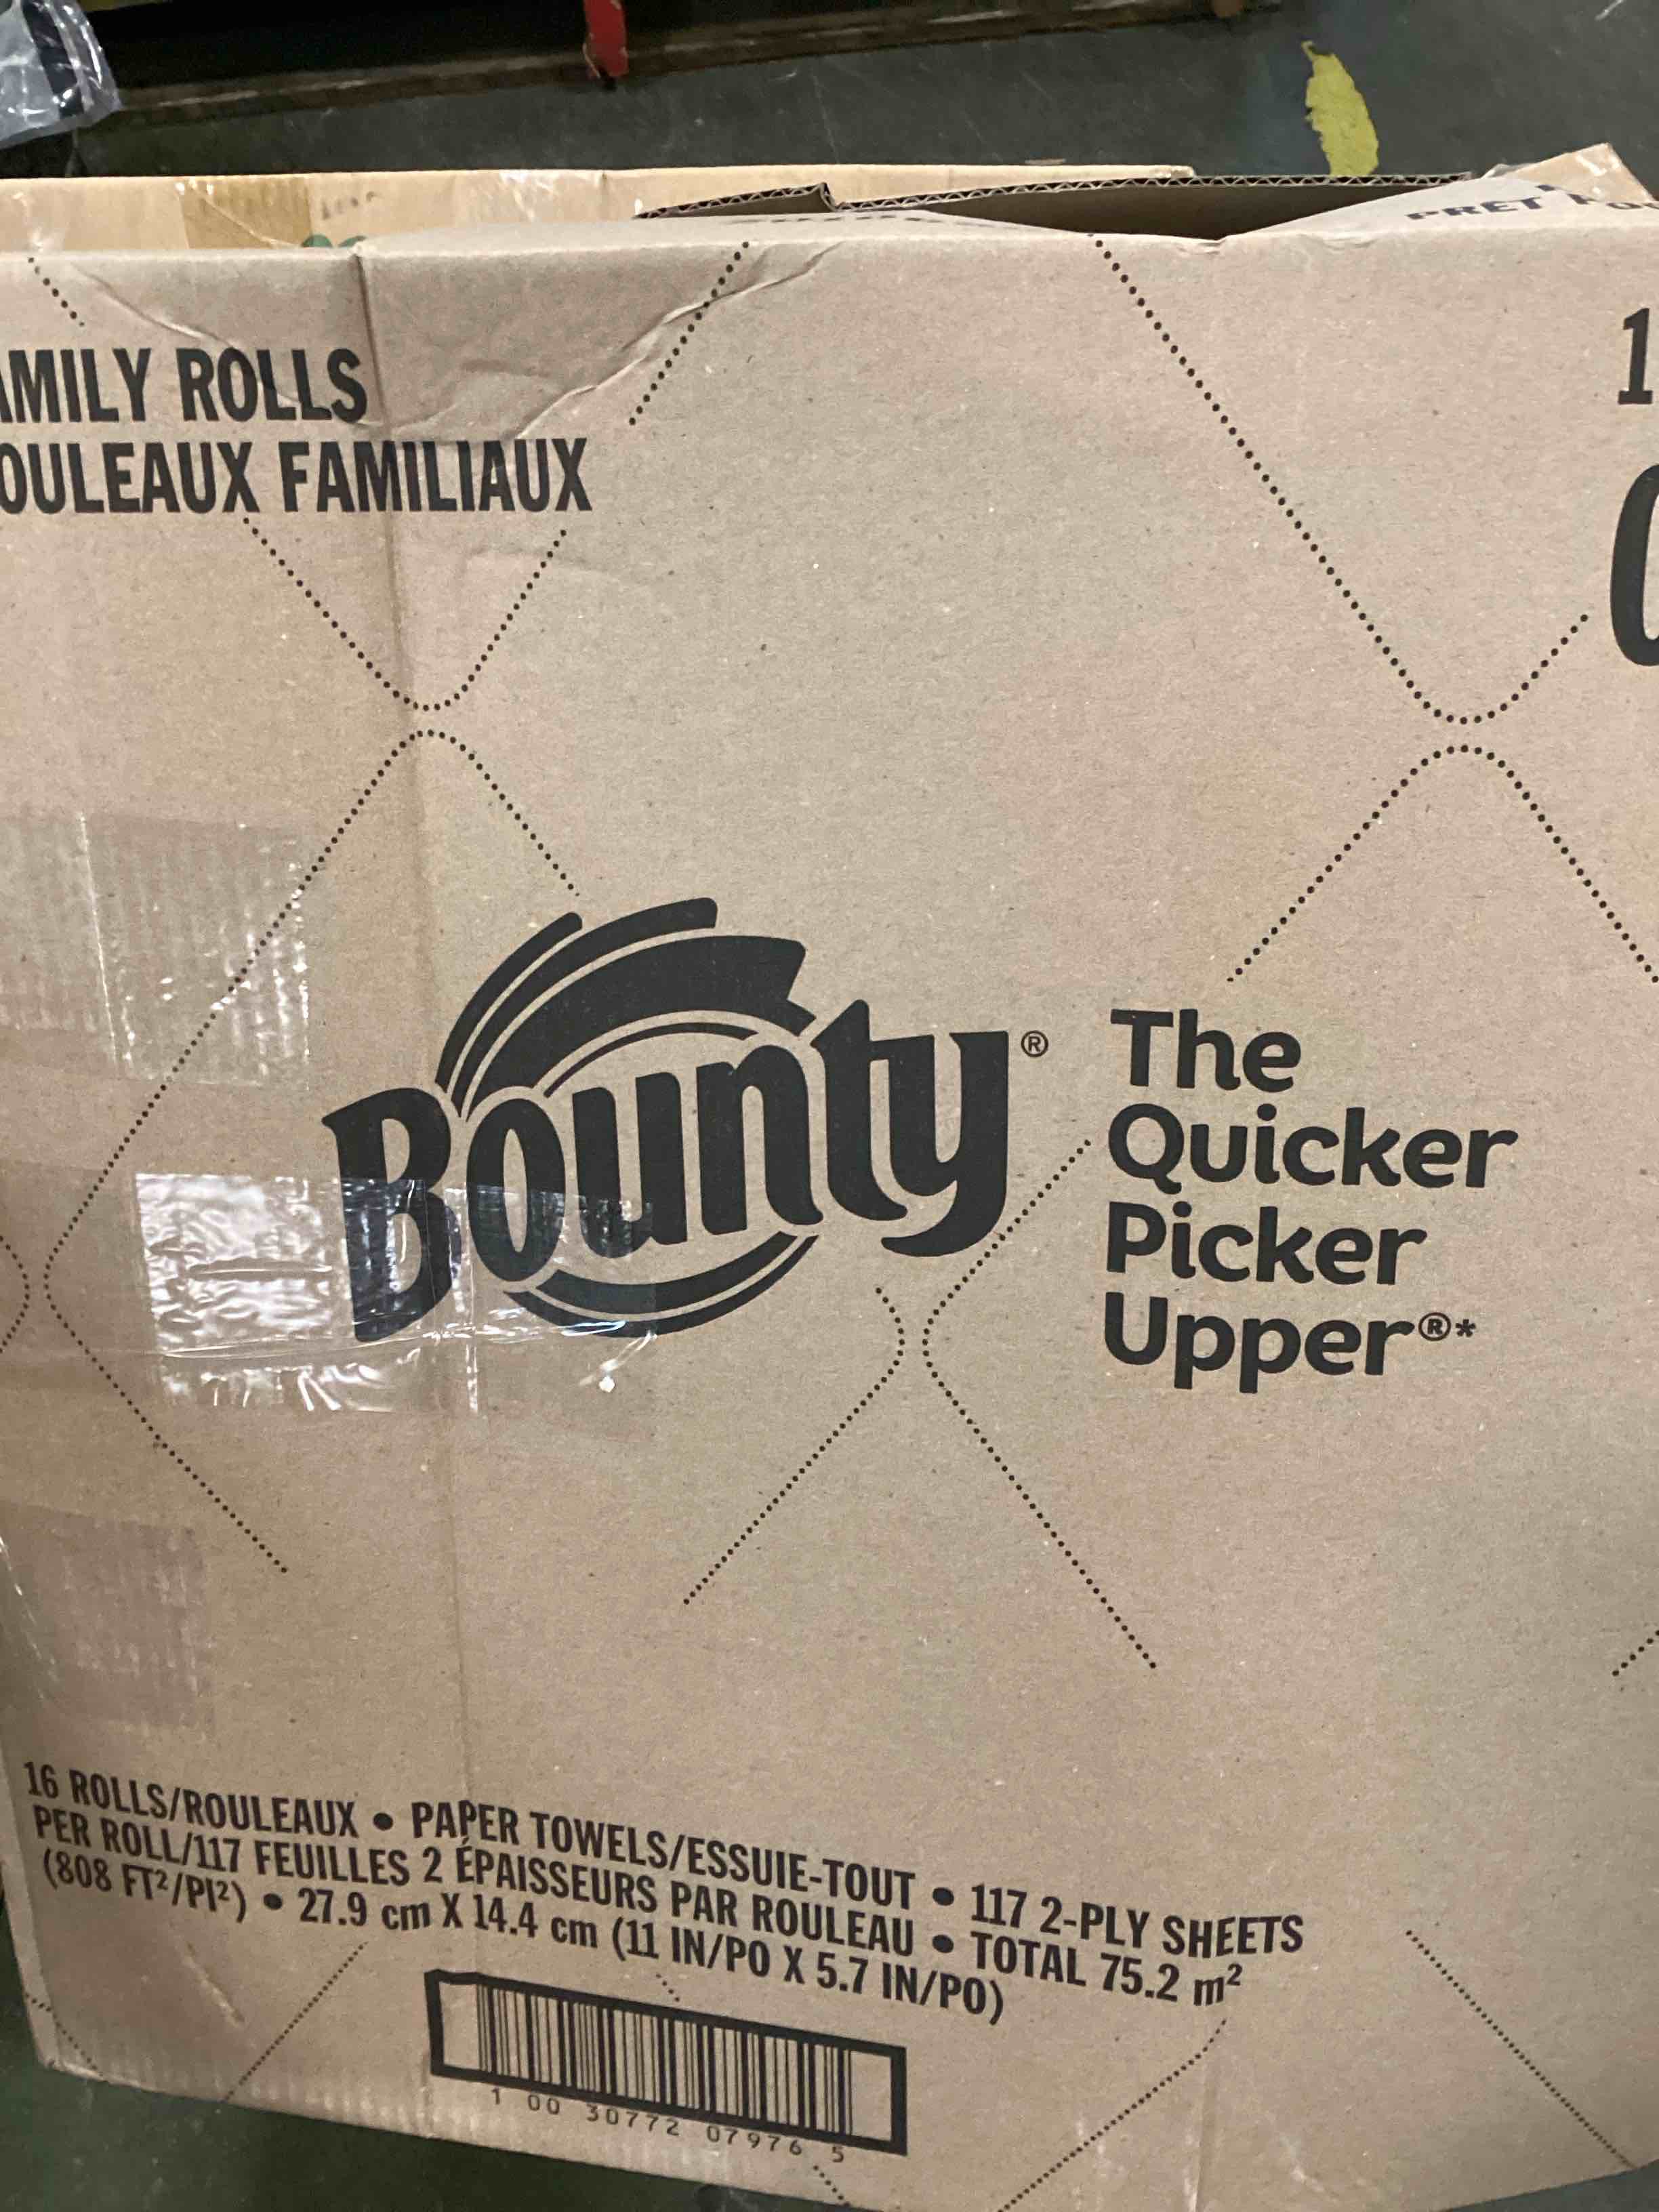 PRET
AMILY ROLLS
OULEAUX FAMILIAUX
1
Bounty®
The
Quicker
Picker
Upper®*
16 ROLLS/ROULEAUX • PAPER TOWELS/ESSUIE-TOUT • 117 2-PLY SHEETS
PER ROLL/117 FEUILLES 2 ÉPAISSEURS PAR ROULEAU • TOTAL 75.2 m²
(808 FT²/PI²) • 27.9 cm X 14.4 cm (11 IN/PO X 5.7 IN/PO)
1 00 30772 07976 5